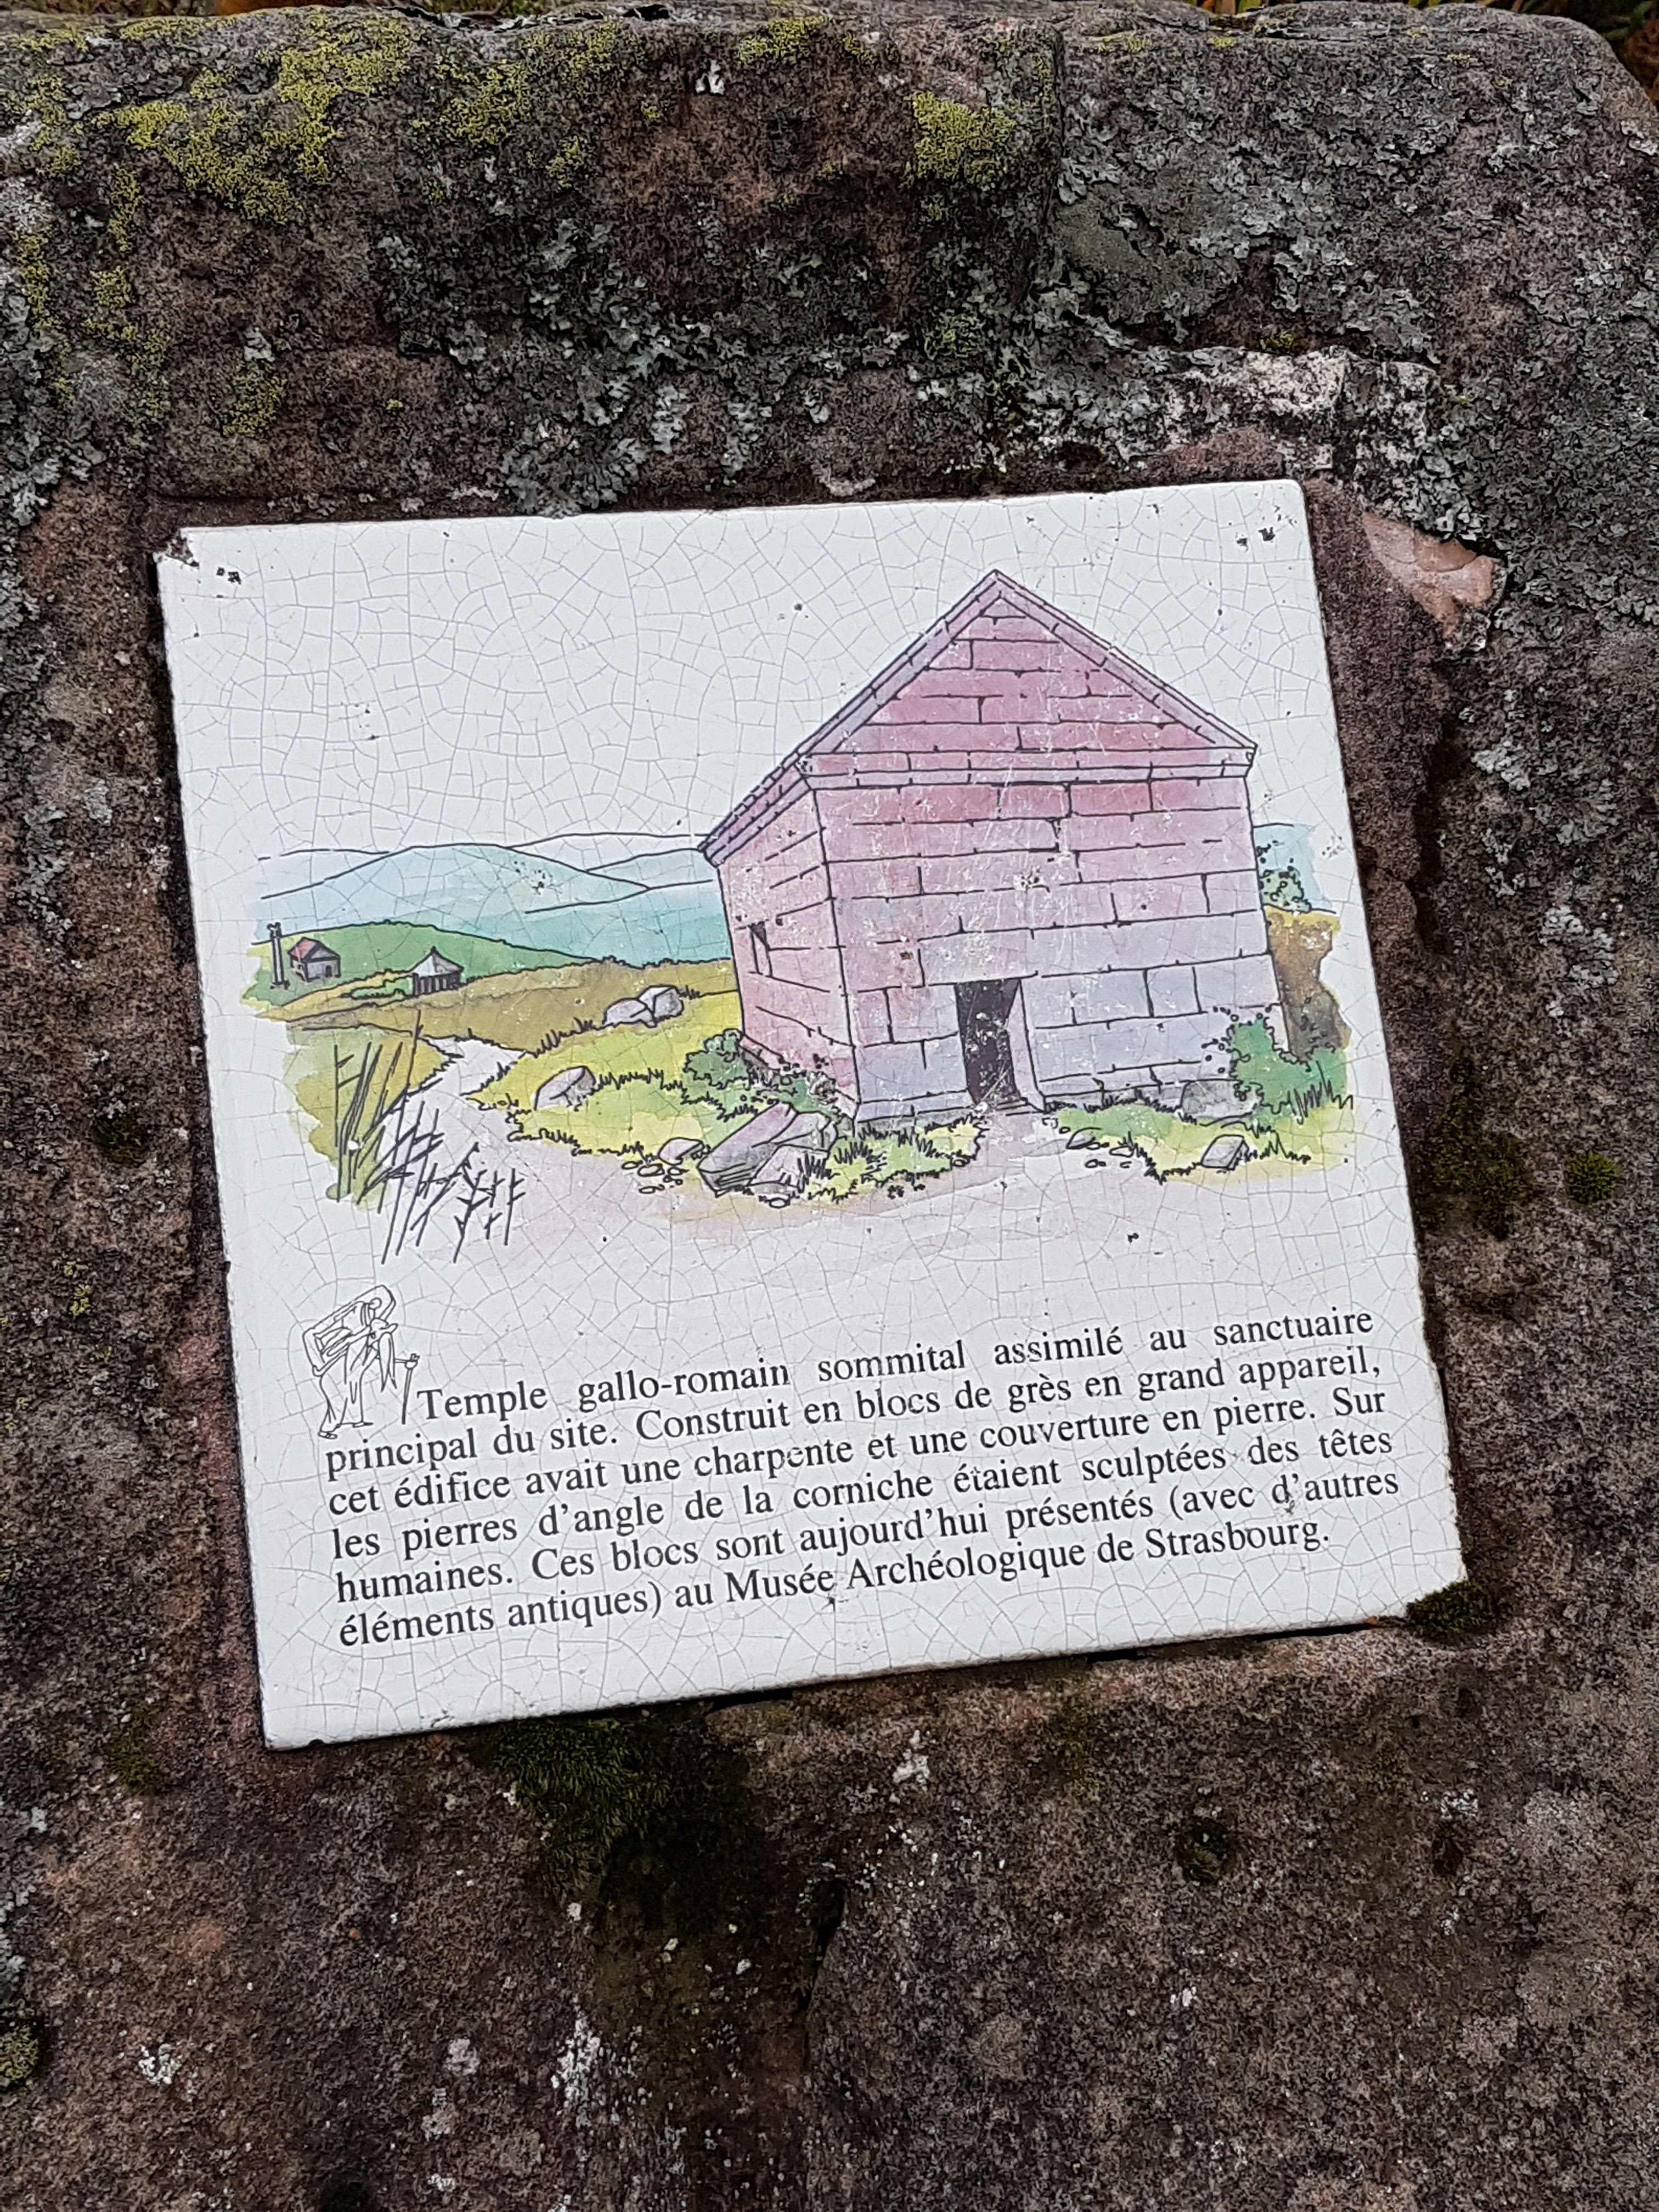 Temple gallo-romain sommital assimilé au sanctuaire
principal du site. Construit en blocs de grès en grand appareil,
cet édifice avait une charpente et une couverture en pierre. Sur
les pierres d'angle de la corniche étaient sculptées des têtes
humaines. Ces blocs sont aujourd'hui présentés (avec d'autres
éléments antiques) au Musée Archéologique de Strasbourg.